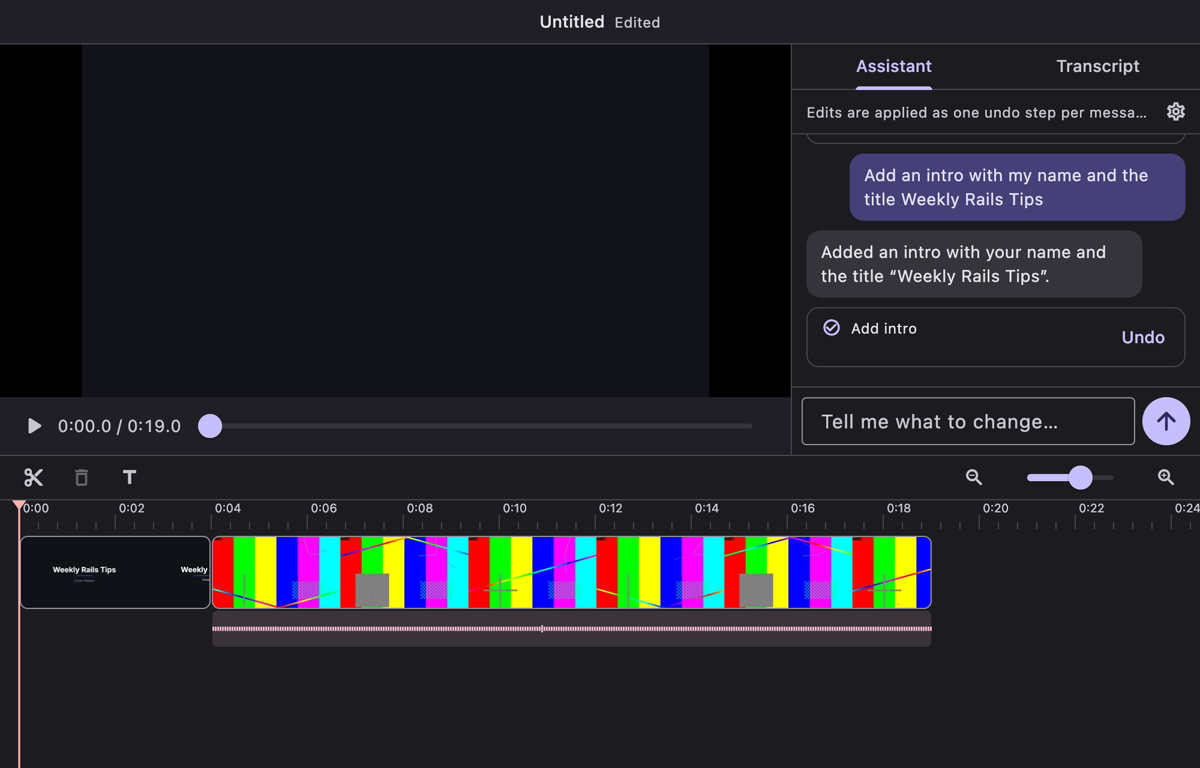 Untitled Edited
Assistant
Transcript
Edits are applied as one undo step per messa...
Add an intro with my name and the
title Weekly Rails Tips
Added an intro with your name and
the title “Weekly Rails Tips”.
Add intro
Undo
Tell me what to change...
0:00.0 / 0:19.0
T
0:00
0:02
0:04
0:06
0:08
0:10
0:12
0:14
0:16
0:18
0:20
0:22
0:24
Weekly Rails Tips
Weekly